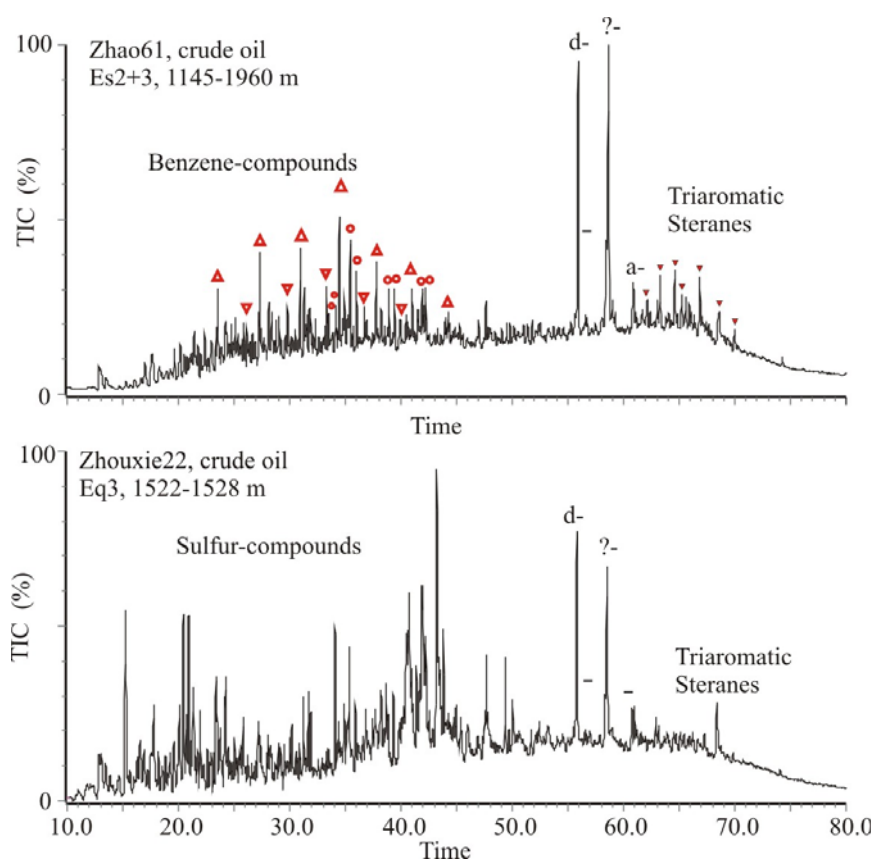 100
Zhao61, crude oil
Es2+3, 1145-1960 m
d-
?-
Benzene-compounds
Triaromatic
Steranes
a-
TIC (%)
0
Time
100
Zhouxie22, crude oil
Eq3, 1522-1528 m
d-
?-
Sulfur-compounds
Triaromatic
Steranes
TIC (%)
0
10.0 20.0 30.0 40.0 50.0 60.0 70.0 80.0
Time